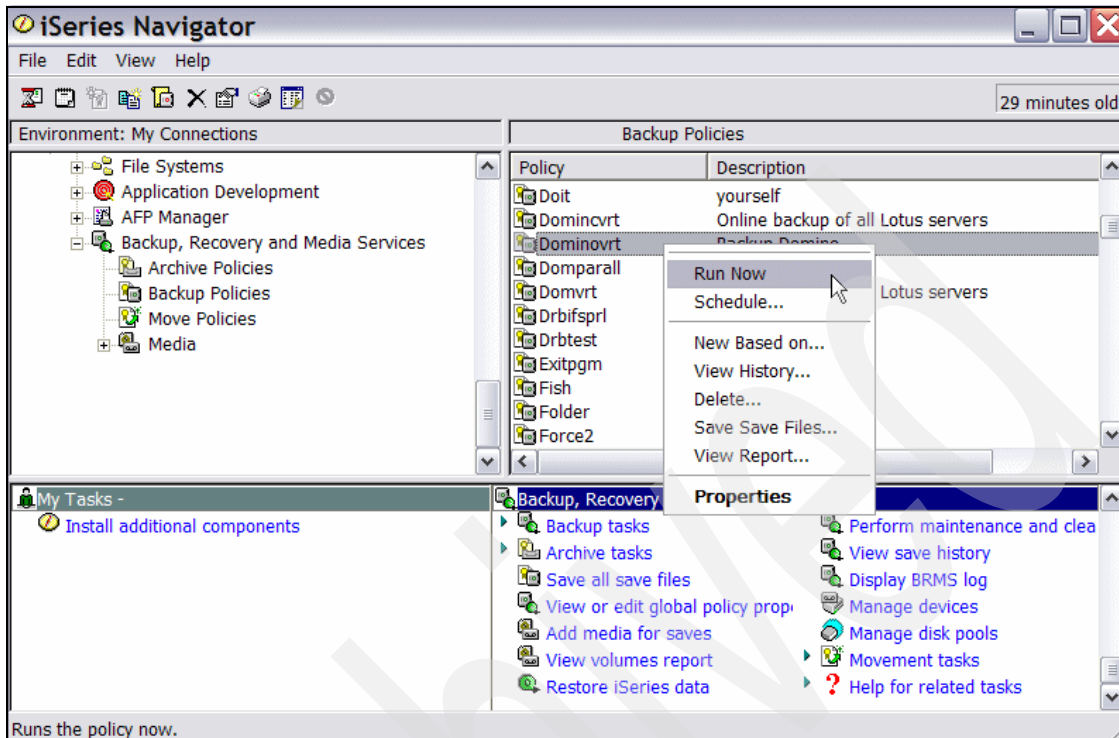 iSeries Navigator
File Edit View Help
29 minutes old
Environment: My Connections
Backup Policies
File Systems
Application Development
AFP Manager
Backup, Recovery and Media Services
Archive Policies
Backup Policies
Move Policies
Media
Policy Description
Doit yourself
Domincvrt Online backup of all Lotus servers
Dominovrt Backup Domino
Domparall
Domvrt Lotus servers
Drbifsprl
Drbtest
Exitpgm
Fish
Folder
Force2
Run Now
Schedule...
New Based on...
View History...
Delete...
Save Save Files...
View Report...
Properties
My Tasks -
Install additional components
Backup, Recovery
Backup tasks
Archive tasks
Save all save files
View or edit global policy prop
Add media for saves
View volumes report
Restore iSeries data
Perform maintenance and clea
View save history
Display BRMS log
Manage devices
Manage disk pools
Movement tasks
Help for related tasks
Runs the policy now.